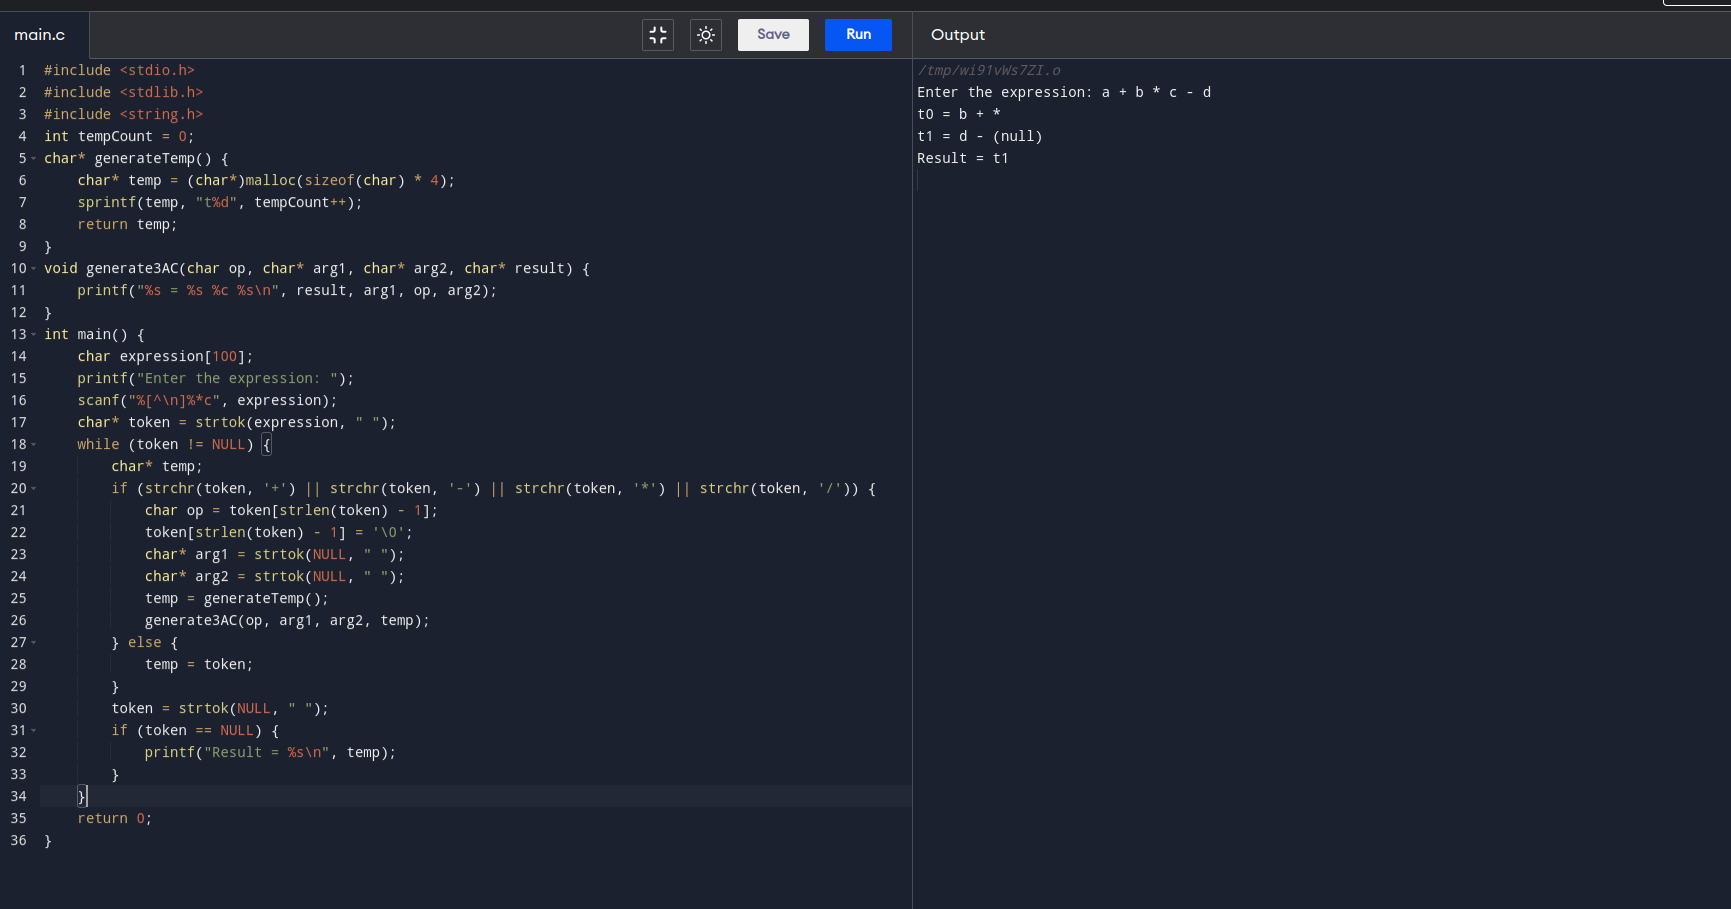 main.c
Save
Run
Output
1 #include <stdio.h>
2 #include <stdlib.h>
3 #include <string.h>
4 int tempCount = 0;
5 char* generateTemp() {
6     char* temp = (char*)malloc(sizeof(char) * 4);
7     sprintf(temp, "t%d", tempCount++);
8     return temp;
9 }
10 void generate3AC(char op, char* arg1, char* arg2, char* result) {
11     printf("%s = %s %c %s\n", result, arg1, op, arg2);
12 }
13 int main() {
14     char expression[100];
15     printf("Enter the expression: ");
16     scanf("%[^\n]%*c", expression);
17     char* token = strtok(expression, " ");
18     while (token != NULL) {
19         char* temp;
20         if (strchr(token, '+') || strchr(token, '-') || strchr(token, '*') || strchr(token, '/')) {
21             char op = token[strlen(token) - 1];
22             token[strlen(token) - 1] = '\0';
23             char* arg1 = strtok(NULL, " ");
24             char* arg2 = strtok(NULL, " ");
25             temp = generateTemp();
26             generate3AC(op, arg1, arg2, temp);
27         } else {
28             temp = token;
29         }
30         token = strtok(NULL, " ");
31         if (token == NULL) {
32             printf("Result = %s\n", temp);
33         }
34     }
35     return 0;
36 }
/tmp/wi91vWs7ZI.o
Enter the expression: a + b * c - d
t0 = b + *
t1 = d - (null)
Result = t1